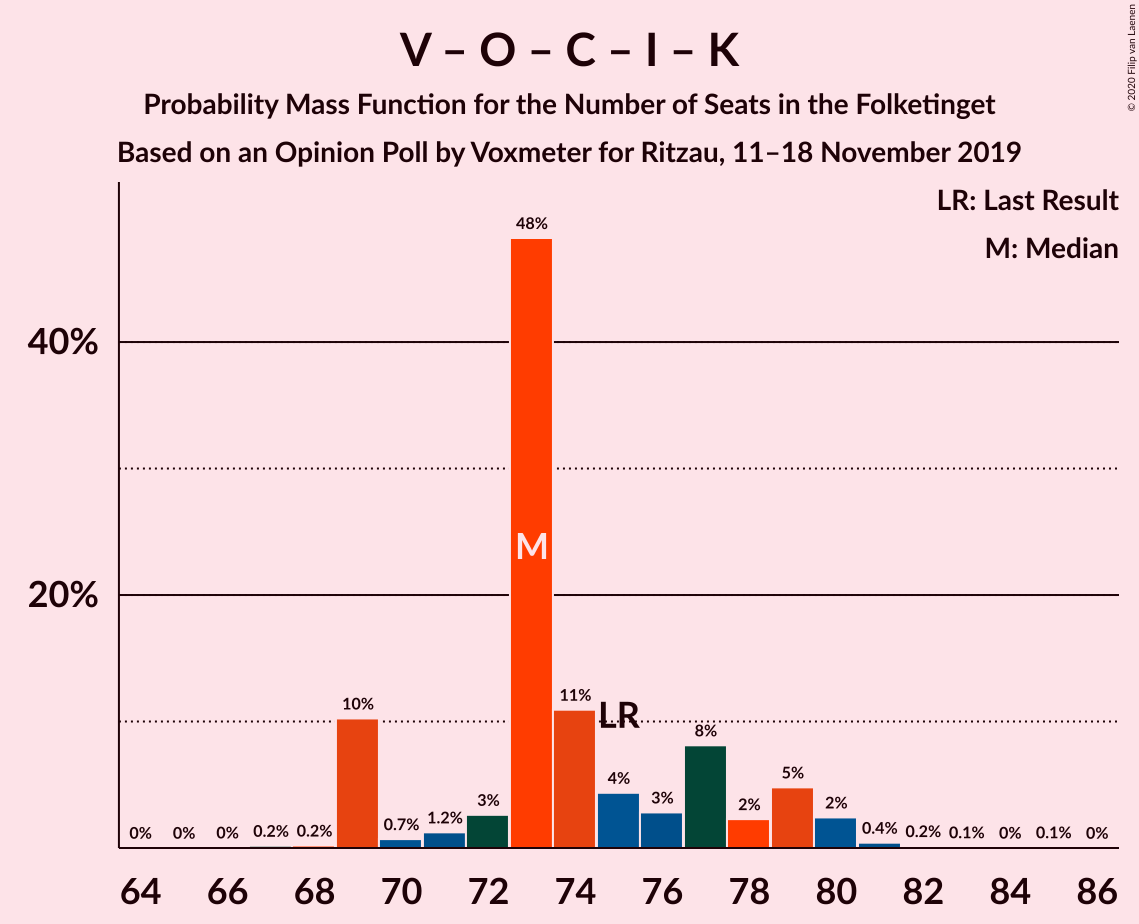 V – O – C – I – K
Probability Mass Function for the Number of Seats in the Folketinget
Based on an Opinion Poll by Voxmeter for Ritzau, 11–18 November 2019
© 2020 Filip van Laenen
LR: Last Result
M: Median
40%
20%
0%
0%
0%
0.2%
0.2%
10%
0.7%
1.2%
3%
48%
M
11%
LR
4%
3%
8%
2%
5%
2%
0.4%
0.2%
0.1%
0%
0.1%
0%
64 66 68 70 72 74 76 78 80 82 84 86